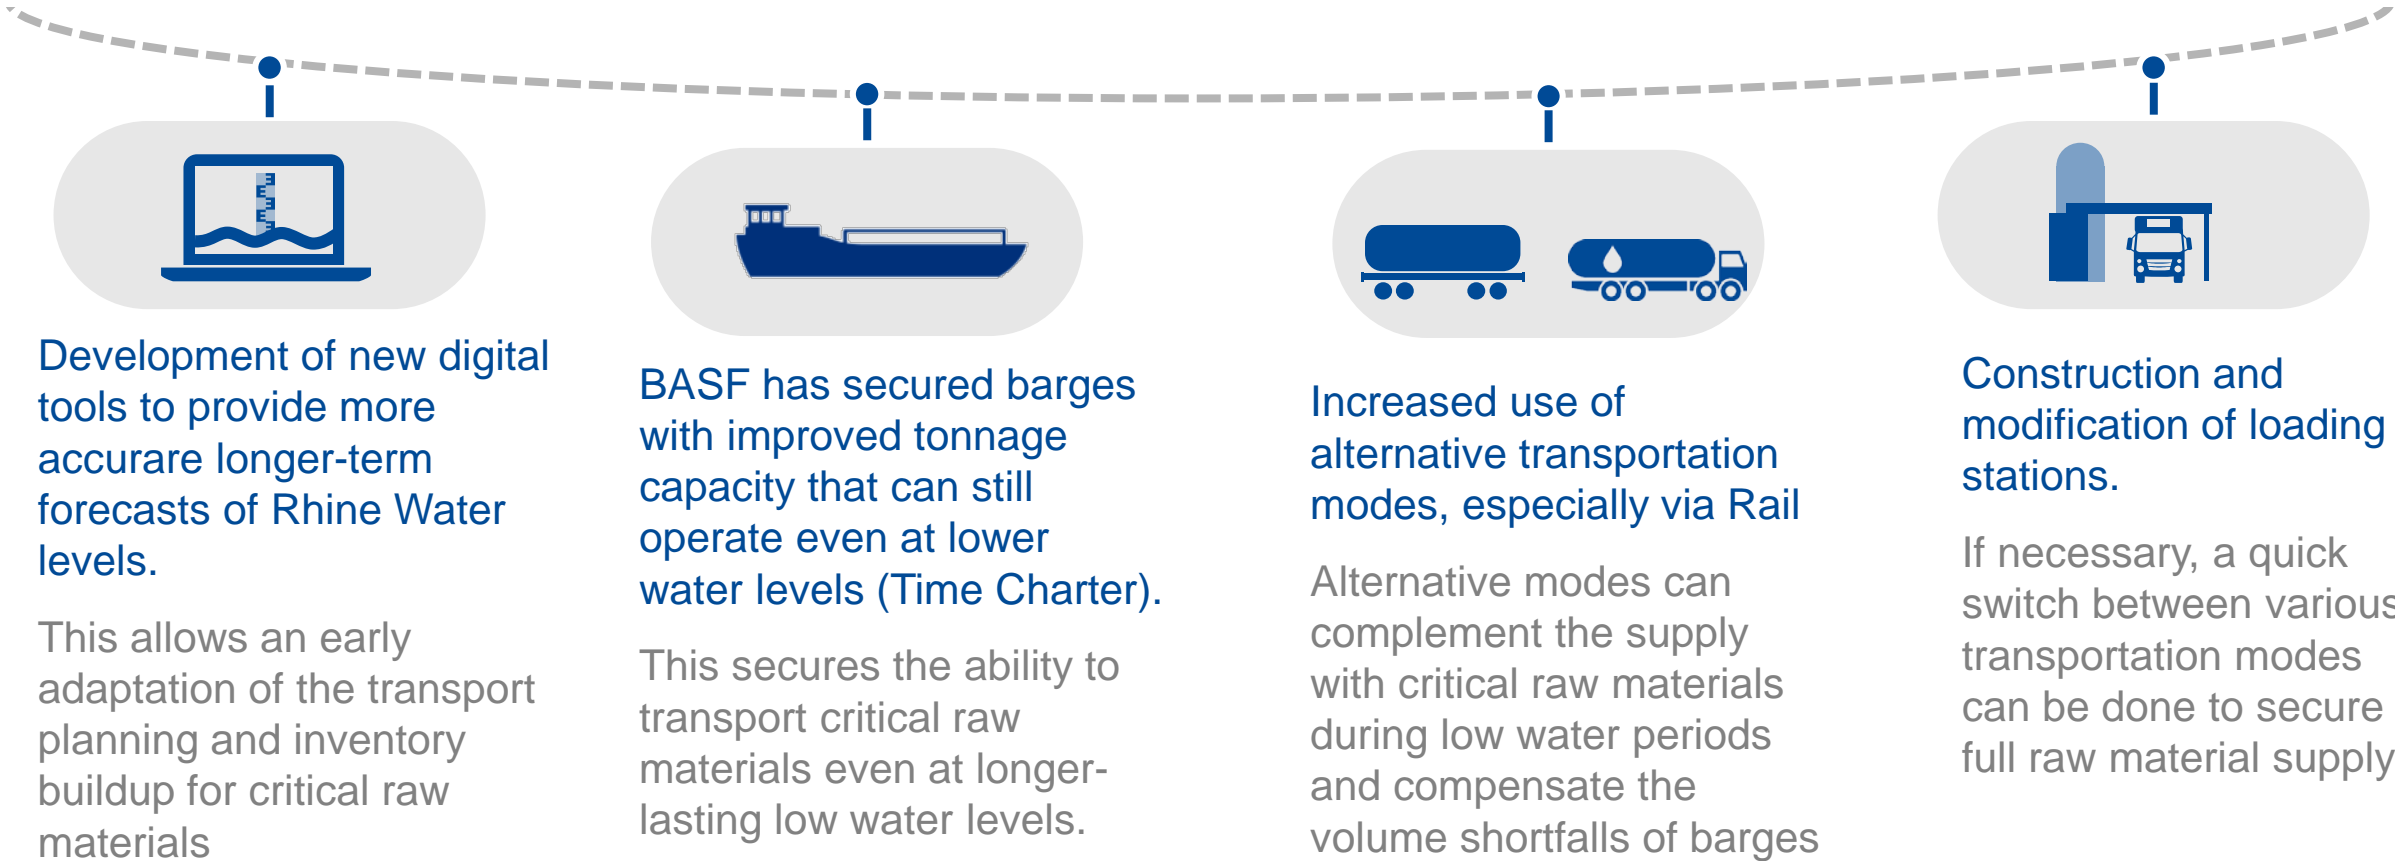 Development of new digital
tools to provide more
accurare longer-term
forecasts of Rhine Water
levels.
This allows an early
adaptation of the transport
planning and inventory
buildup for critical raw
materials
BASF has secured barges
with improved tonnage
capacity that can still
operate even at lower
water levels (Time Charter).
This secures the ability to
transport critical raw
materials even at longer-
lasting low water levels.
Increased use of
alternative transportation
modes, especially via Rail
Alternative modes can
complement the supply
with critical raw materials
during low water periods
and compensate the
volume shortfalls of barges
Construction and
modification of loading
stations.
If necessary, a quick
switch between various
transportation modes
can be done to secure
full raw material supply